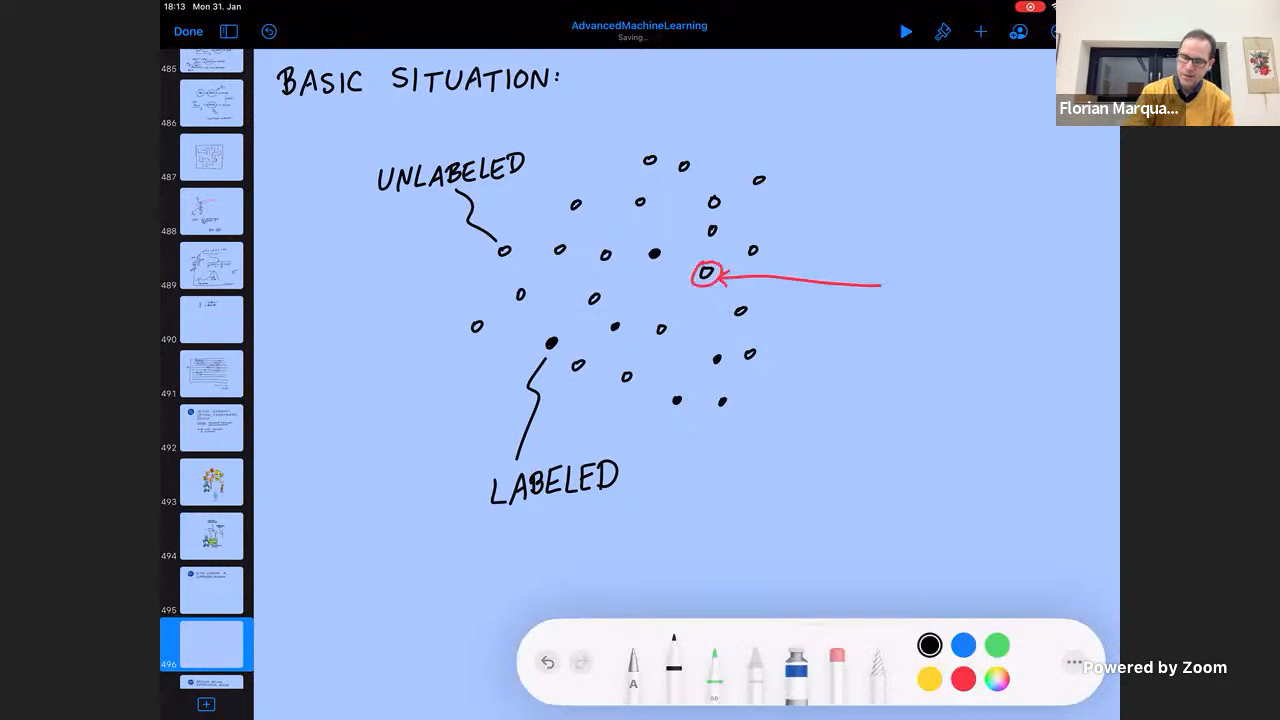 18:13 Mon 31. Jan
Done
AdvancedMachineLearning
Saving...
Florian Marqua...
BASIC SITUATION:
UNLABELED
LABELED
485
486
487
488
489
490
491
492
493
494
495
496
A
Powered by Zoom